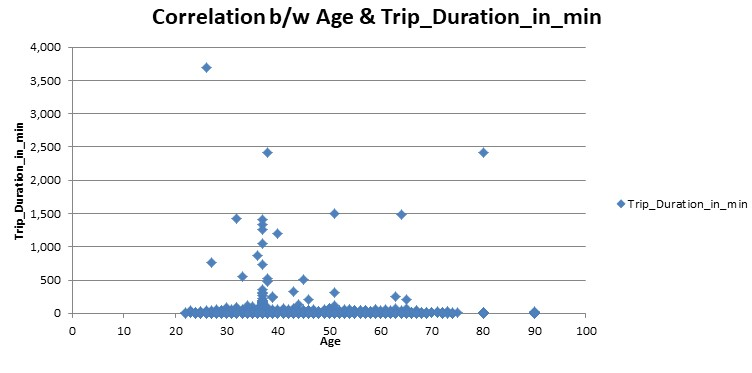 Correlation b/w Age & Trip_Duration_in_min
4,000
3,500
3,000
2,500
2,000
1,500
1,000
500
0
Trip_Duration_in_min
0 10 20 30 40 50 60 70 80 90 100
Age
Trip_Duration_in_min